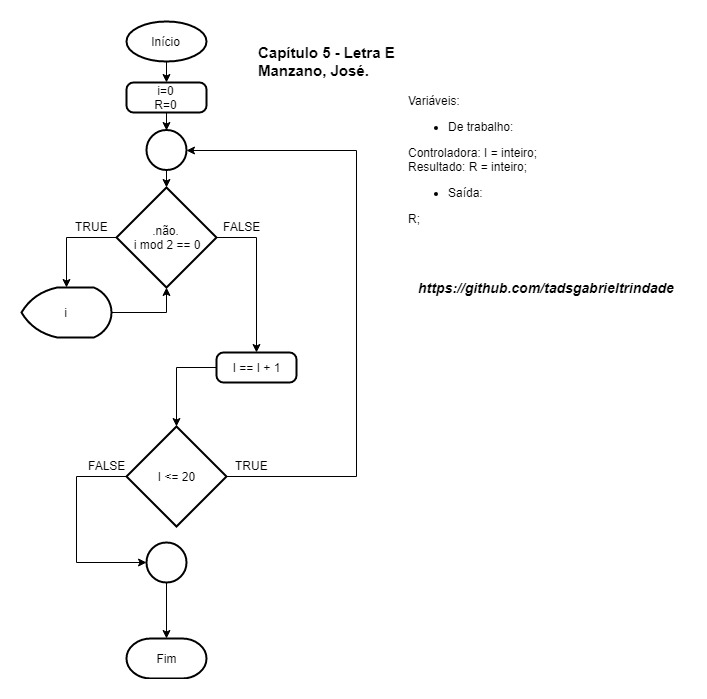 Início
Capítulo 5 - Letra E
Manzano, José.
i=0
R=0
Variáveis:
De trabalho:
Controladora: I = inteiro;
Resultado: R = inteiro;
Saída:
R;
TRUE
FALSE
.não.
i mod 2 == 0
https://github.com/tadsgabrieltrindade
i
I == I + 1
FALSE
TRUE
I <= 20
Fim